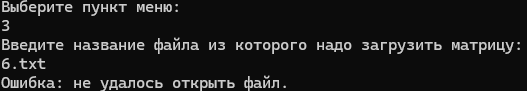 Выберите пункт меню:
3
Введите название файла из которого надо загрузить матрицу:
6.txt
Ошибка: не удалось открыть файл.